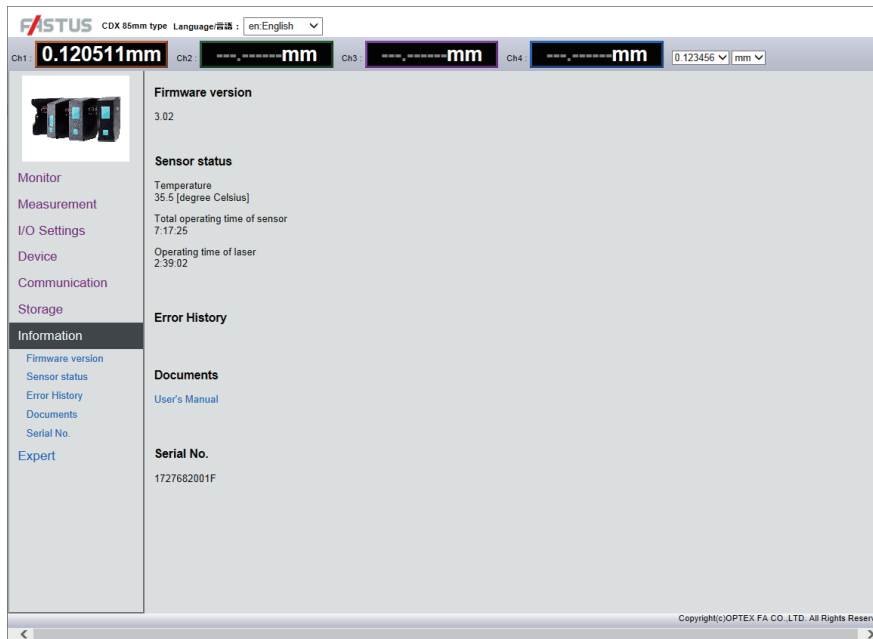 FASTUS CDX 85mm type Language/言語 : en:English
Ch1 : 0.120511mm Ch2 : ---.------mm Ch3 : ---.------mm Ch4 : ---.------mm 0.123456 mm
Firmware version
3.02
Sensor status
Temperature
35.5 [degree Celsius]
Total operating time of sensor
7:17:25
Operating time of laser
2:39:02
Error History
Documents
User's Manual
Serial No.
1727682001F
Monitor
Measurement
I/O Settings
Device
Communication
Storage
Information
Firmware version
Sensor status
Error History
Documents
Serial No.
Expert
Copyright(c)OPTEX FA CO.,LTD. All Rights Reserv